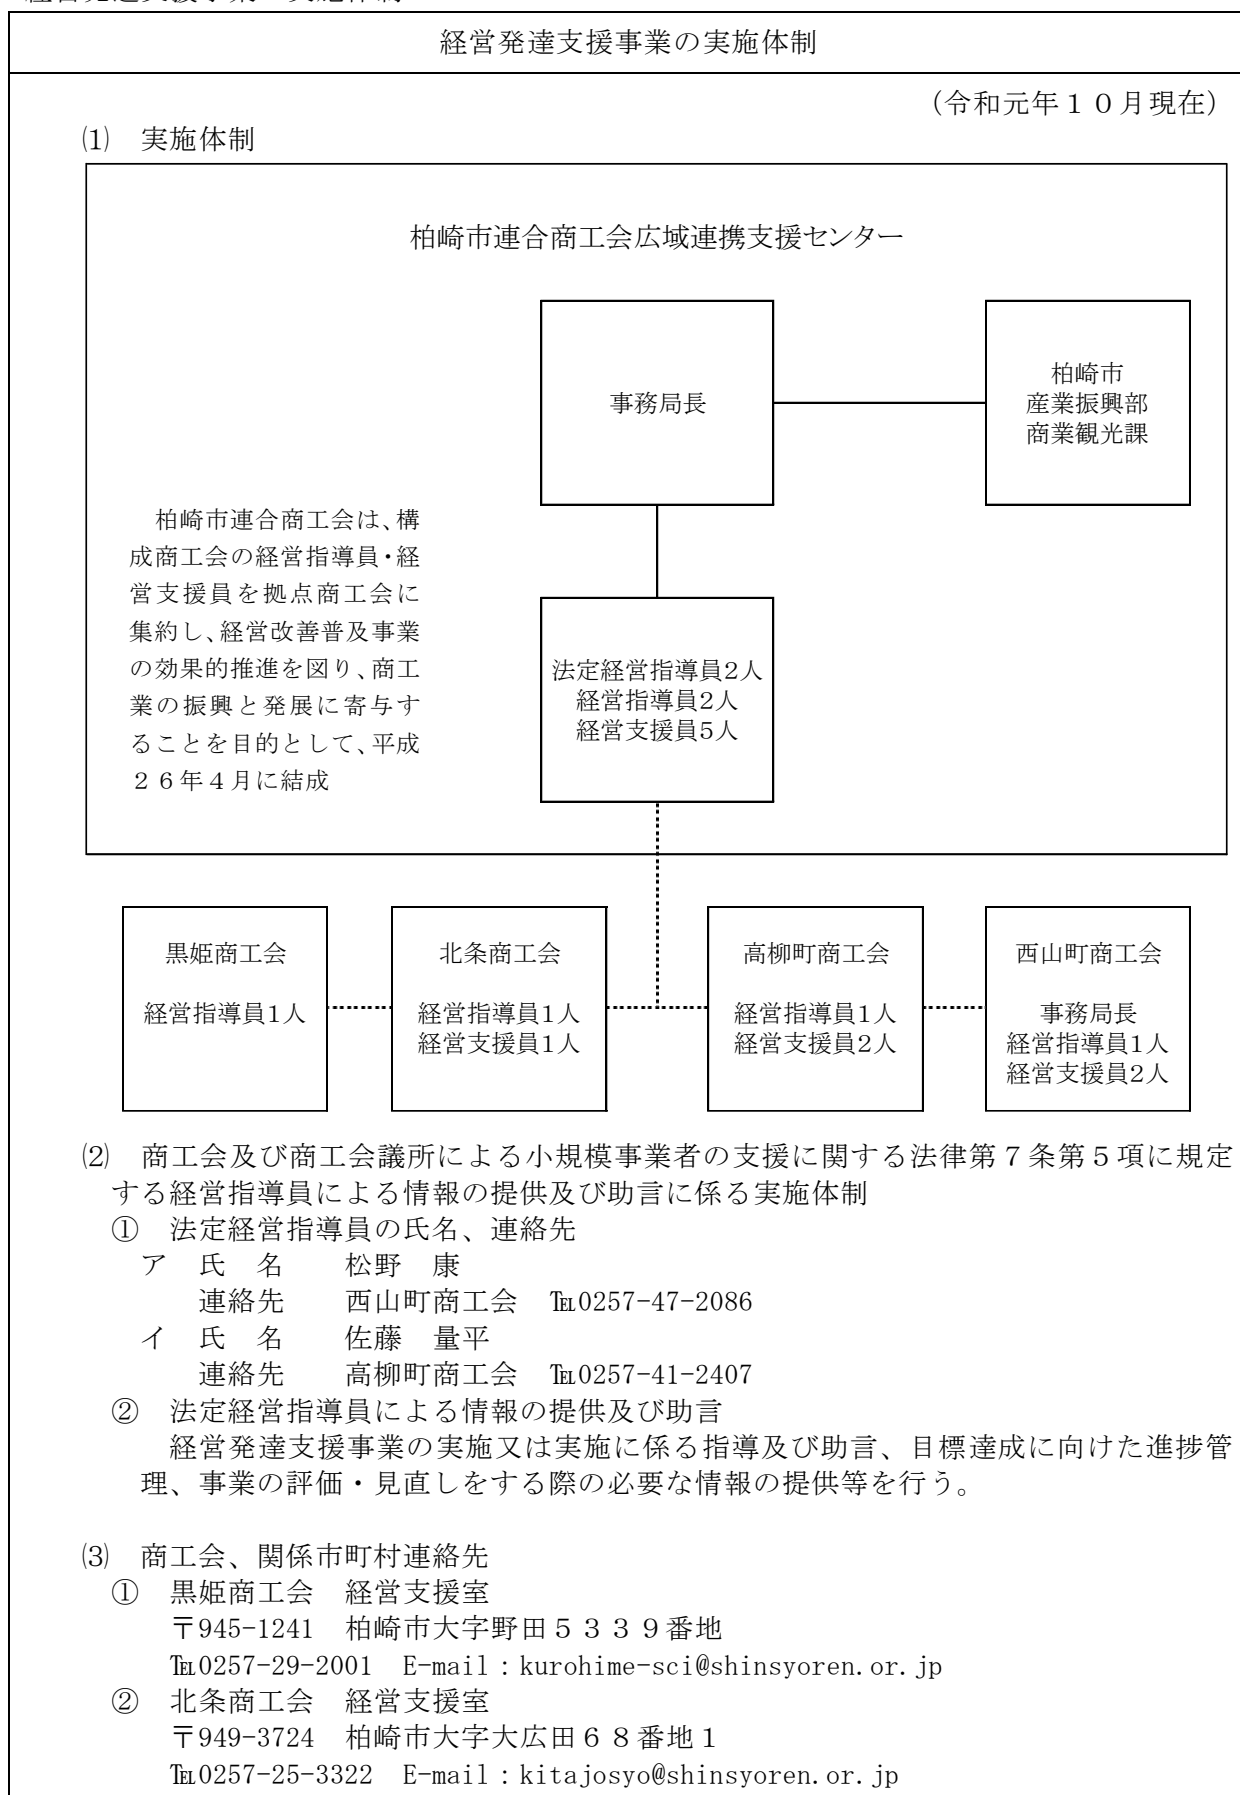 経営発達支援事業の実施体制
（令和元年１０月現在）
⑴　実施体制
柏崎市連合商工会広域連携支援センター
事務局長
柏崎市
産業振興部
商業観光課
柏崎市連合商工会は、構
成商工会の経営指導員・経
営支援員を拠点商工会に
集約し、経営改善普及事業
の効果的推進を図り、商工
業の振興と発展に寄与す
ることを目的として、平成
２６年４月に結成
法定経営指導員2人
経営指導員2人
経営支援員5人
黒姫商工会
経営指導員1人
北条商工会
経営指導員1人
経営支援員1人
高柳町商工会
経営指導員1人
経営支援員2人
西山町商工会
事務局長
経営指導員1人
経営支援員2人
⑵　商工会及び商工会議所による小規模事業者の支援に関する法律第７条第５項に規定
する経営指導員による情報の提供及び助言に係る実施体制
①　法定経営指導員の氏名、連絡先
ア　氏　名　　松野　康
連絡先　　西山町商工会　℡0257-47-2086
イ　氏　名　　佐藤　量平
連絡先　　高柳町商工会　℡0257-41-2407
②　法定経営指導員による情報の提供及び助言
経営発達支援事業の実施又は実施に係る指導及び助言、目標達成に向けた進捗管
理、事業の評価・見直しをする際の必要な情報の提供等を行う。
⑶　商工会、関係市町村連絡先
①　黒姫商工会　経営支援室
〒945-1241　柏崎市大字野田５３３９番地
℡0257-29-2001　E-mail：kurohime-sci@shinsyoren.or.jp
②　北条商工会　経営支援室
〒949-3724　柏崎市大字大広田６８番地１
℡0257-25-3322　E-mail：kitajosyo@shinsyoren.or.jp